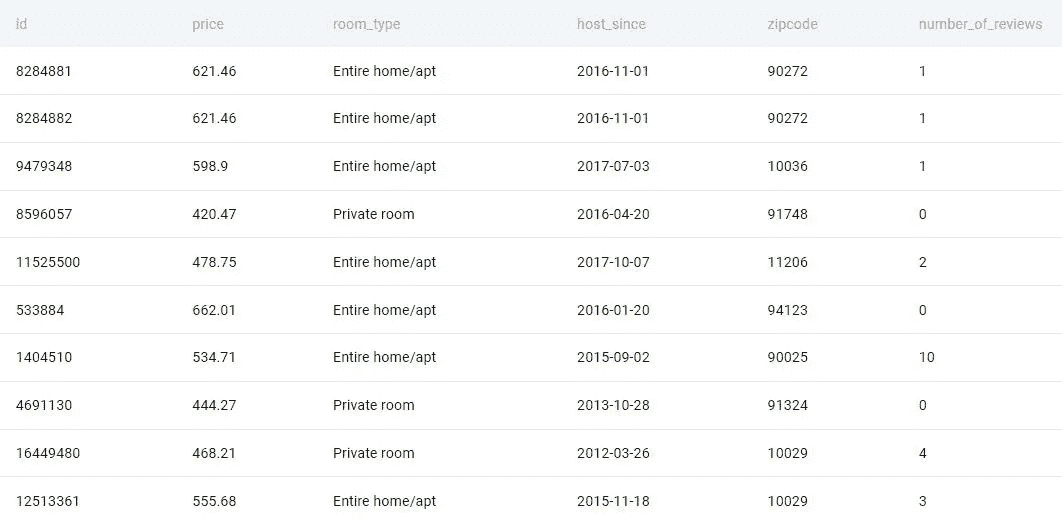 id price room_type host_since zipcode number_of_reviews
8284881 621.46 Entire home/apt 2016-11-01 90272 1
8284882 621.46 Entire home/apt 2016-11-01 90272 1
9479348 598.9 Entire home/apt 2017-07-03 10036 1
8596057 420.47 Private room 2016-04-20 91748 0
11525500 478.75 Entire home/apt 2017-10-07 11206 2
533884 662.01 Entire home/apt 2016-01-20 94123 0
1404510 534.71 Entire home/apt 2015-09-02 90025 10
4691130 444.27 Private room 2013-10-28 91324 0
16449480 468.21 Private room 2012-03-26 10029 4
12513361 555.68 Entire home/apt 2015-11-18 10029 3